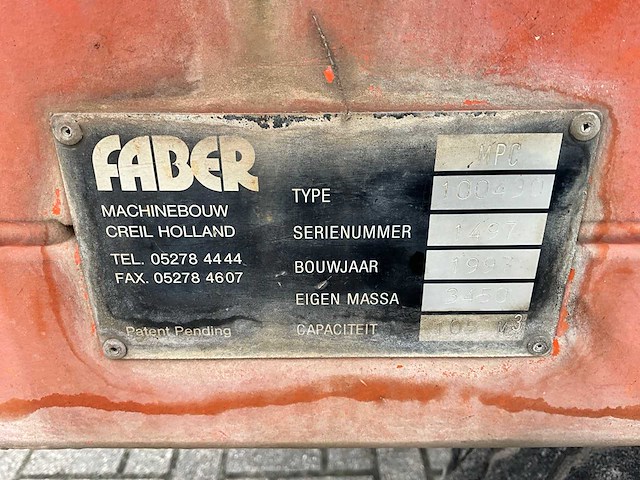 FABER
MACHINEBOUW
CREIL HOLLAND
TEL. 05278 4444
FAX. 05278 4607
Patent Pending
MPC
TYPE
SERIENUMMER
BOUWJAAR
EIGEN MASSA
CAPACITEIT